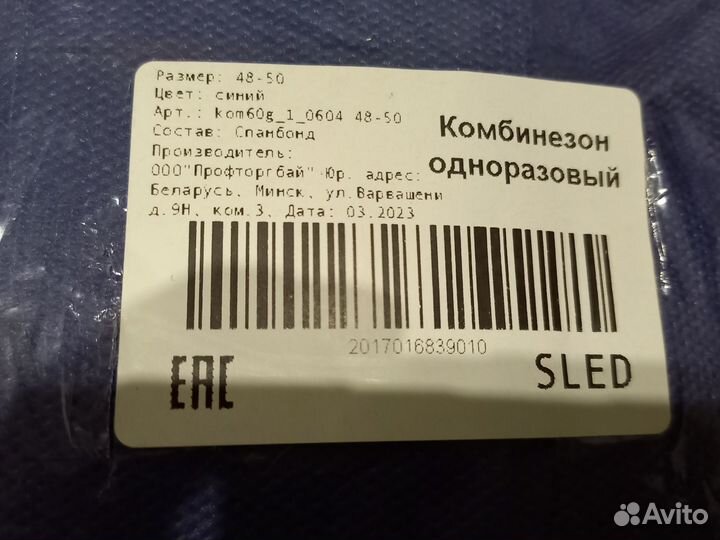 Размер: 48-50
Цвет: синий
Арт.: kom60g_1_0604 48-50
Состав: Спанбонд
Производитель:
ООО"Профторгбай" Юр. адрес:
Беларусь, Минск, ул.Варвашени
д.9Н, ком.3, Дата: 03.2023
Комбинезон
одноразовый
2017016839010
EAC
SLED
Avito